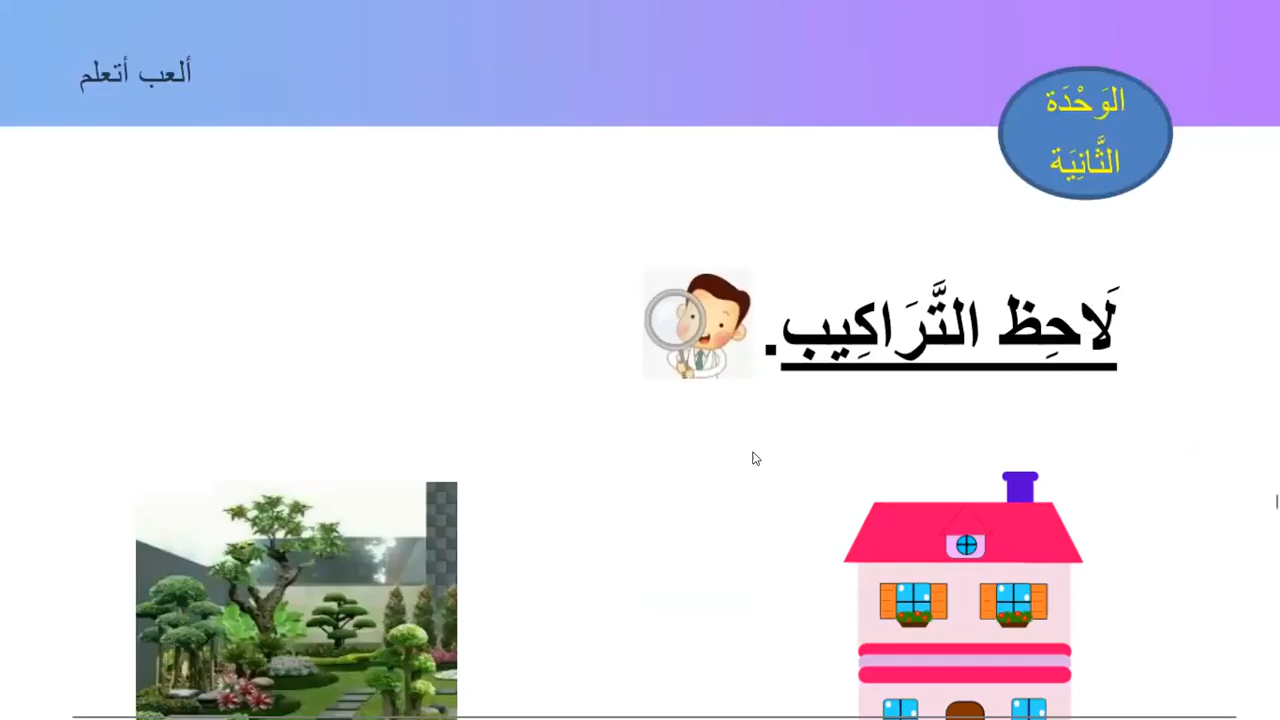 ألعب أتعلم
الوَحْدَة
الثَّانِيَة
لَاحِظ التَّرَاكِيب.